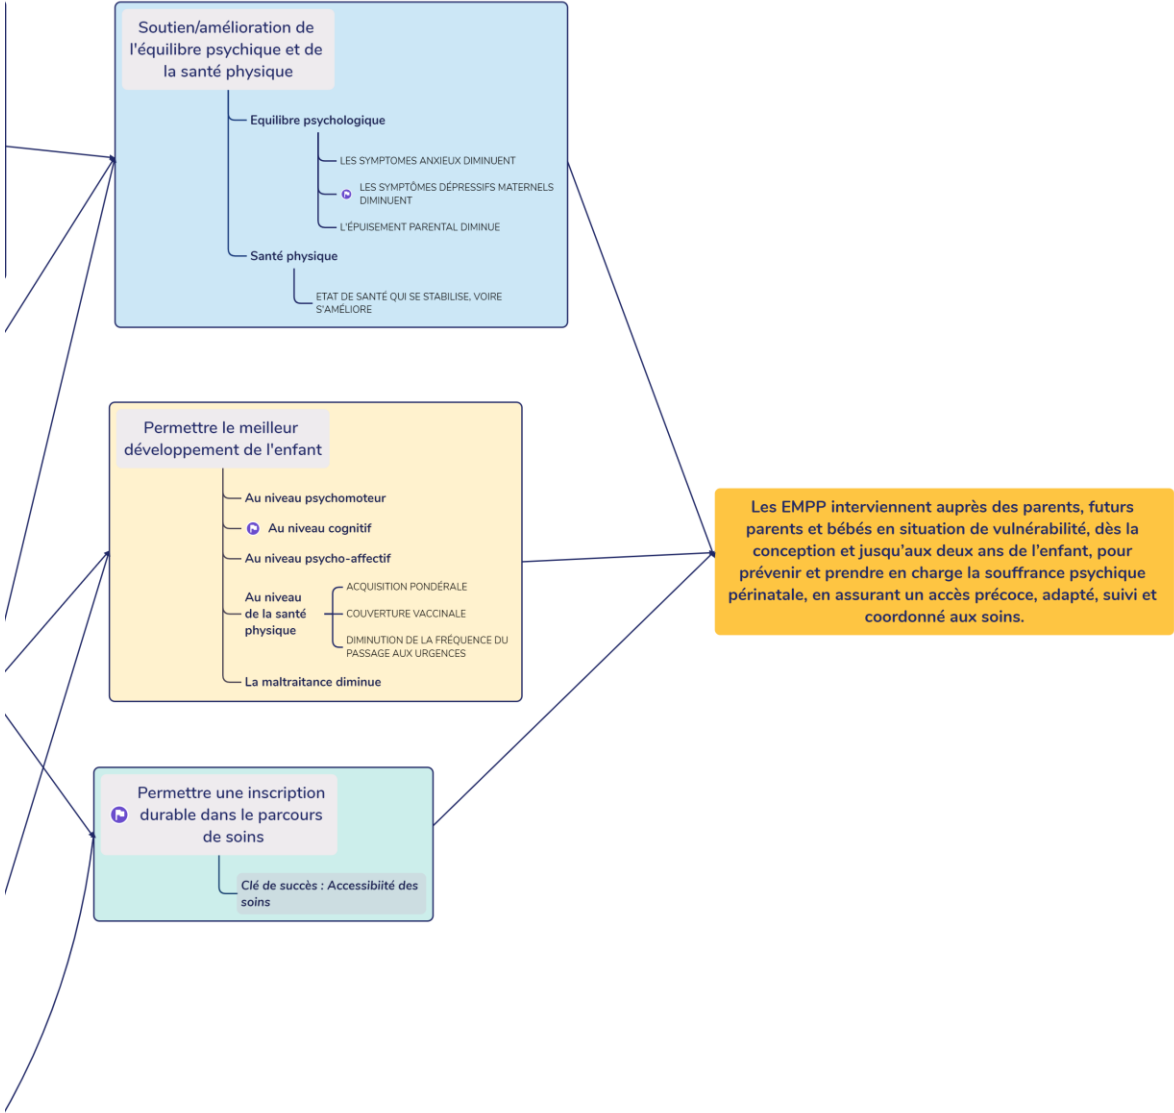 Soutien/amélioration de
l'équilibre psychique et de
la santé physique
Equilibre psychologique
LES SYMPTOMES ANXIEUX DIMINUENT
LES SYMPTÔMES DÉPRESSIFS MATERNELS
DIMINUENT
L'ÉPUISEMENT PARENTAL DIMINUE
Santé physique
ETAT DE SANTÉ QUI SE STABILISE, VOIRE
S'AMÉLIORE
Permettre le meilleur
développement de l'enfant
Au niveau psychomoteur
Au niveau cognitif
Au niveau psycho-affectif
Au niveau
de la santé
physique
ACQUISITION PONDÉRALE
COUVERTURE VACCINALE
DIMINUTION DE LA FRÉQUENCE DU
PASSAGE AUX URGENCES
La maltraitance diminue
Permettre une inscription
durable dans le parcours
de soins
Clé de succès : Accessibiité des
soins
Les EMPP interviennent auprès des parents, futurs
parents et bébés en situation de vulnérabilité, dès la
conception et jusqu’aux deux ans de l’enfant, pour
prévenir et prendre en charge la souffrance psychique
périnatale, en assurant un accès précoce, adapté, suivi et
coordonné aux soins.